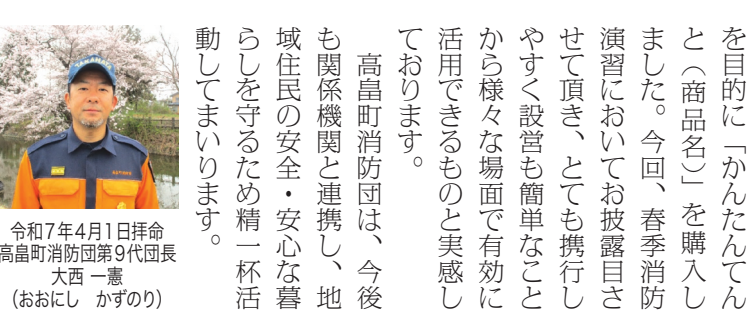 を目的に「かんたんてん
と（商品名）」を購入し
ました。今回、春季消防
演習においてお披露目さ
せて頂き、とても携行し
やすく設営も簡単なこと
から様々な場面で有効に
活用できるものと実感し
ております。
　高畠町消防団は、今後
も関係機関と連携し、地
域住民の安全・安心な暮
らしを守るため精一杯活
動してまいります。
令和7年4月1日拝命
高畠町消防団第9代団長
大西 一憲
（おおにし　かずのり）